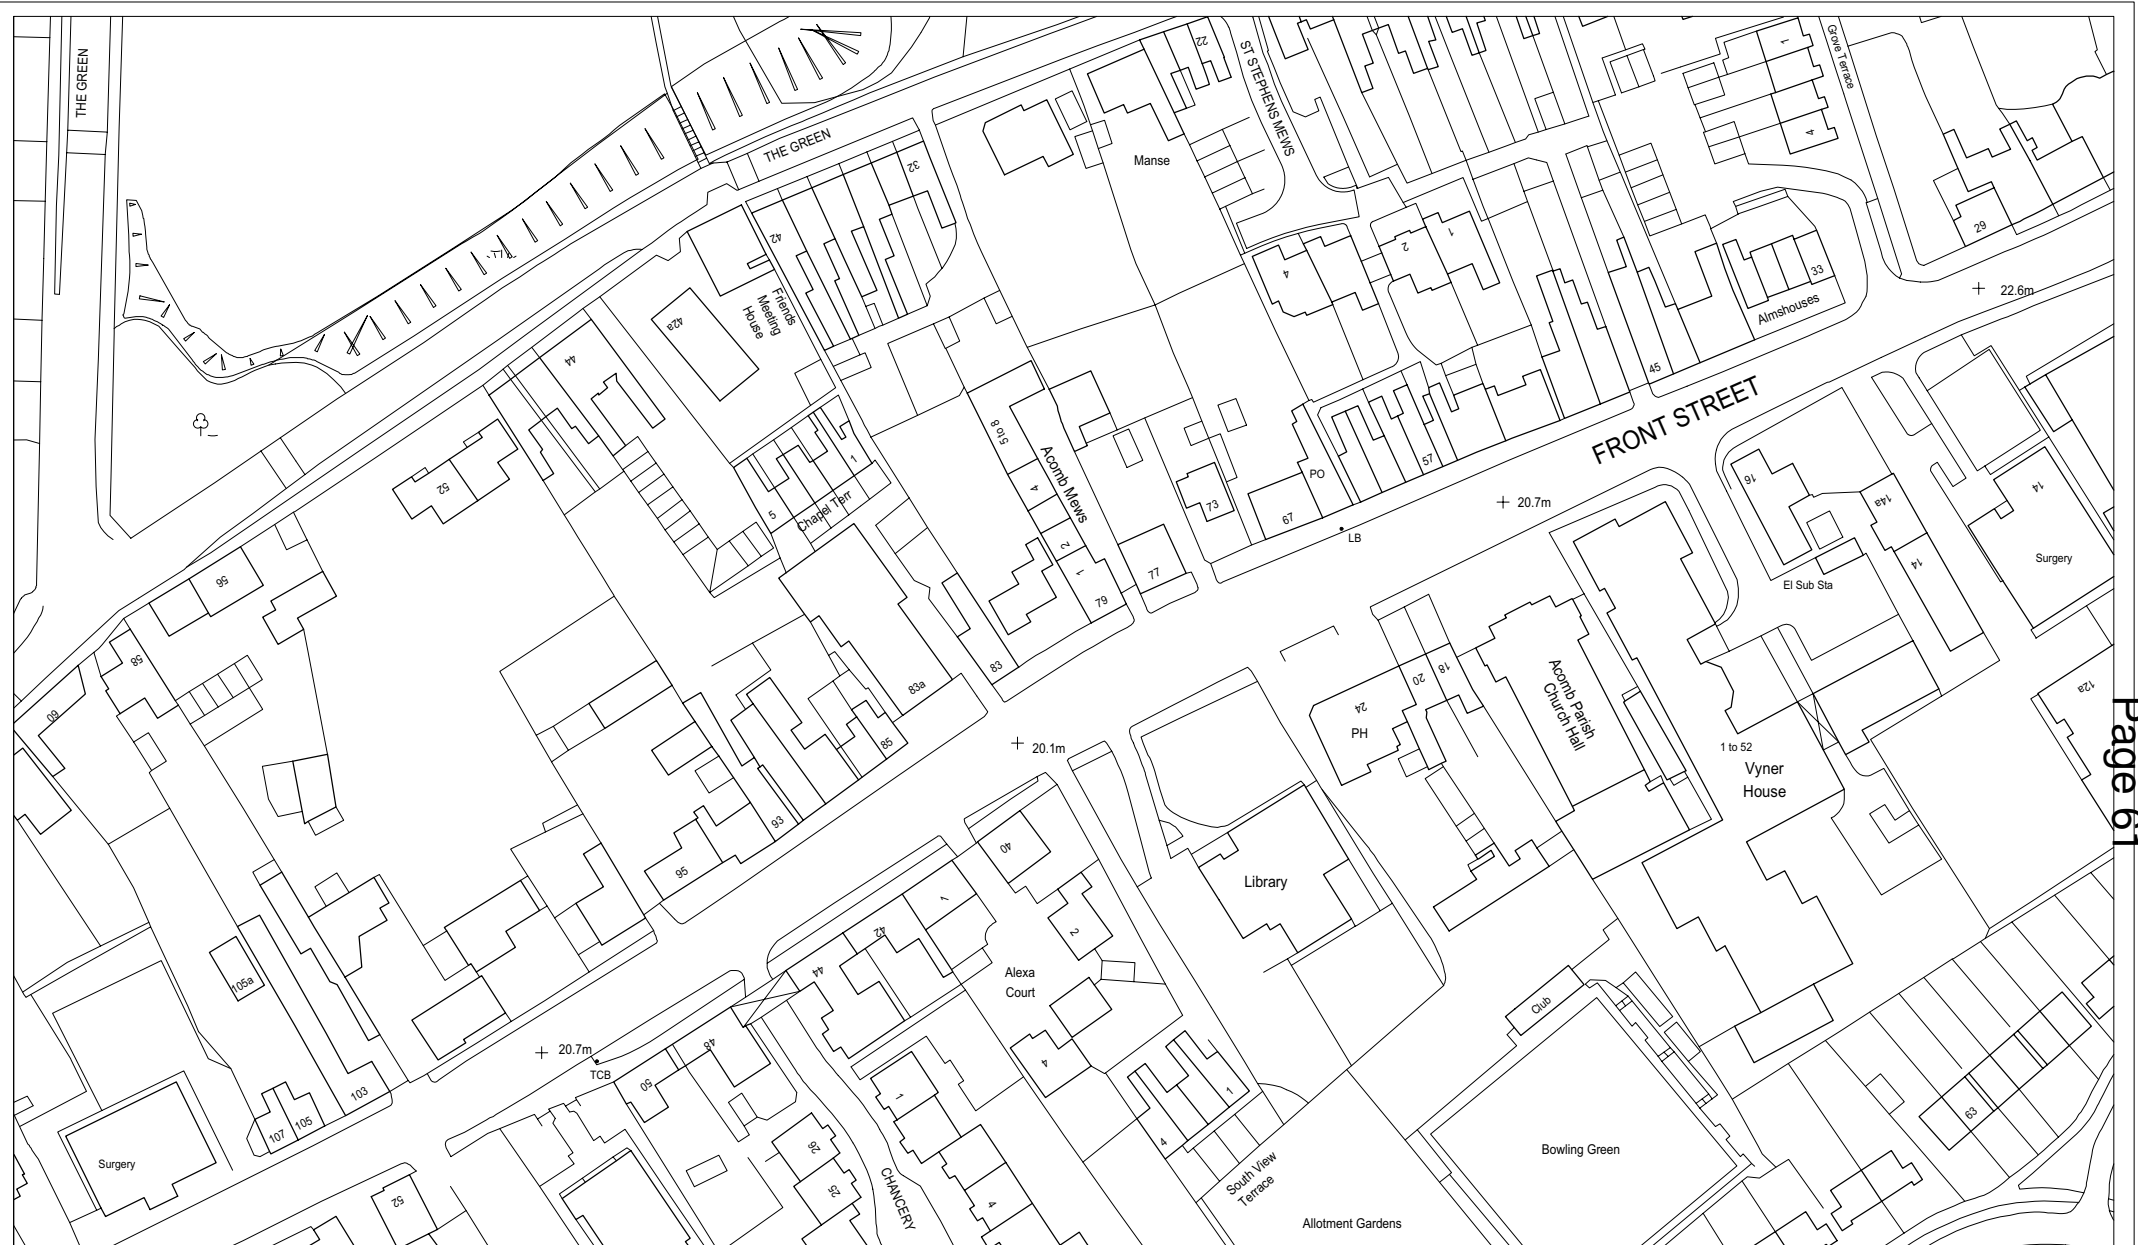 THE GREEN
THE GREEN
ST STEPHENS MEWS
Grove Terrace
22
1
4
32
Manse
42
Friends
Meeting
House
42a
4
2
1
29
33
Almshouses
22.6m
44
52
45
FRONT STREET
57
PO
67
LB
73
77
20.7m
5 to 8
Acomb Mews
4
2
1
79
83
1
5
Chapel Terr
16
14a
14
14
Surgery
El Sub Sta
56
58
60
83a
85
93
95
20.1m
24
PH
20
18
Acomb Parish
Church Hall
1 to 52
Vyner
House
12a
Page 61
40
1
42
44
2
Alexa
Court
4
Library
Club
105a
103
105
107
Surgery
20.7m
TCB
48
50
52
26
25
CHANCERY
1
4
1
4
South View
Terrace
Bowling Green
Allotment Gardens
63